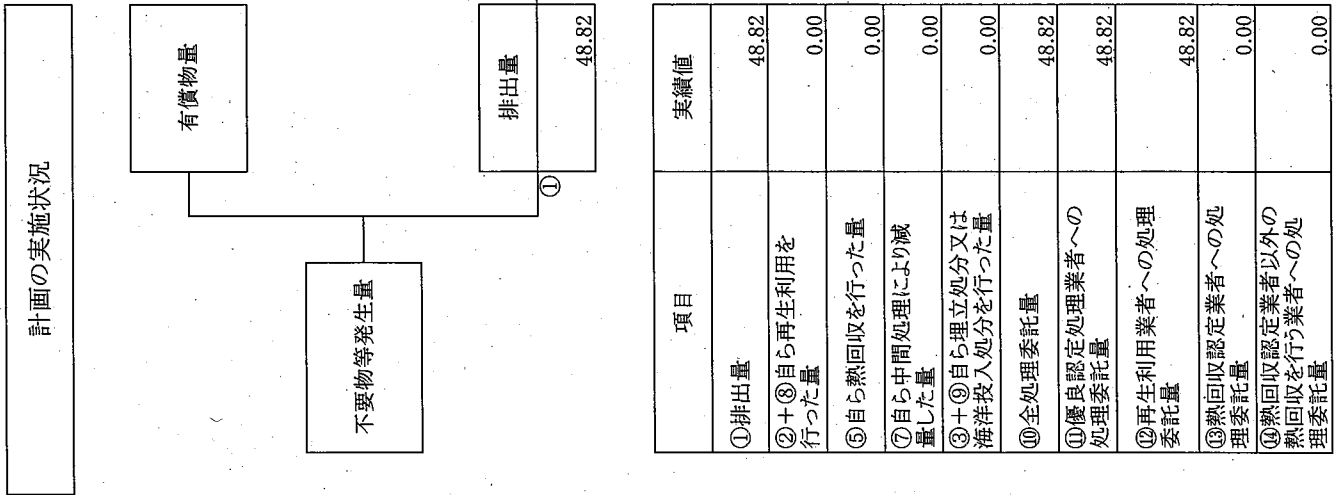 計画の実施状況
有償物量
不要物等発生量
排出量
①
48.82
項目
実績値
①排出量
48.82
②+⑧自ら再生利用を
行った量
0.00
⑤自ら熱回収を行った量
0.00
⑦自ら中間処理により減
量した量
0.00
③+⑨自ら埋立処分又は
海洋投入処分を行った量
0.00
⑩全処理委託量
48.82
⑪優良認定処理業者への
処理委託量
48.82
⑫再生利用業者への処理
委託量
48.82
⑬熱回収認定業者への処
理委託量
0.00
⑭熱回収認定業者以外の
熱回収を行う業者への処
理委託量
0.00